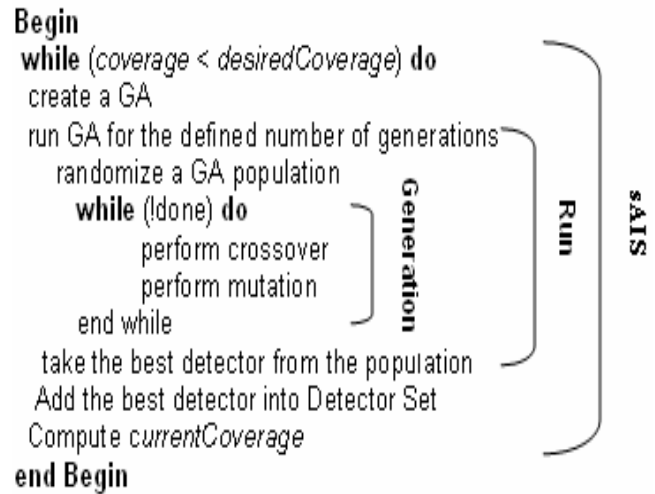 Begin
while (coverage < desiredCoverage) do
create a GA
run GA for the defined number of generations
randomize a GA population
while (!done) do
perform crossover
perform mutation
end while
take the best detector from the population
Add the best detector into Detector Set
Compute currentCoverage
end Begin
Generation
Run
sAIS